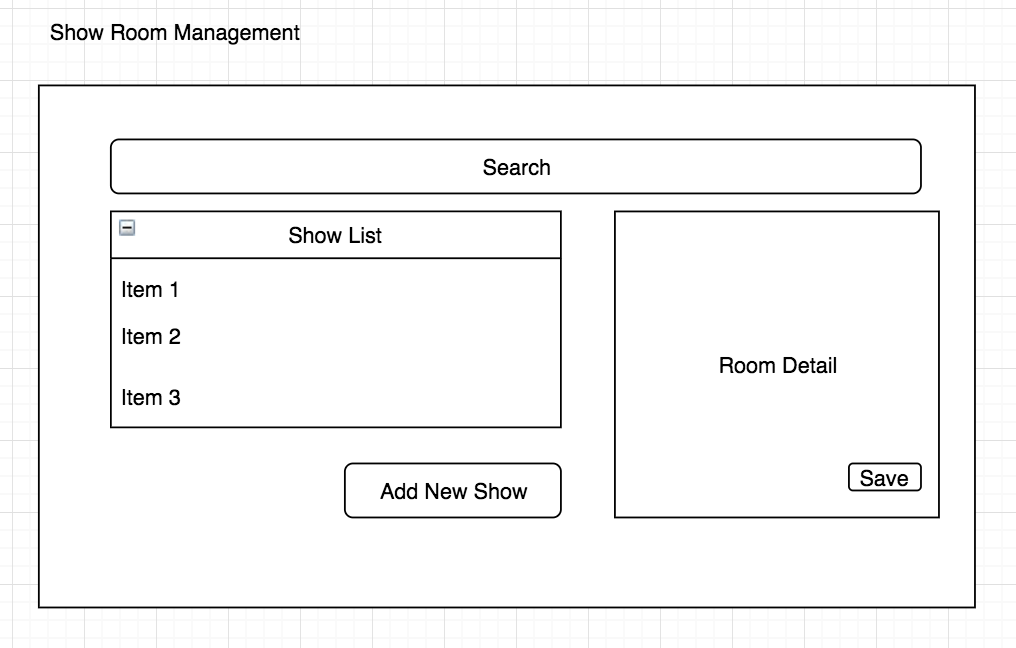 Show Room Management
Search
Show List
Item 1
Item 2
Item 3
Room Detail
Save
Add New Show